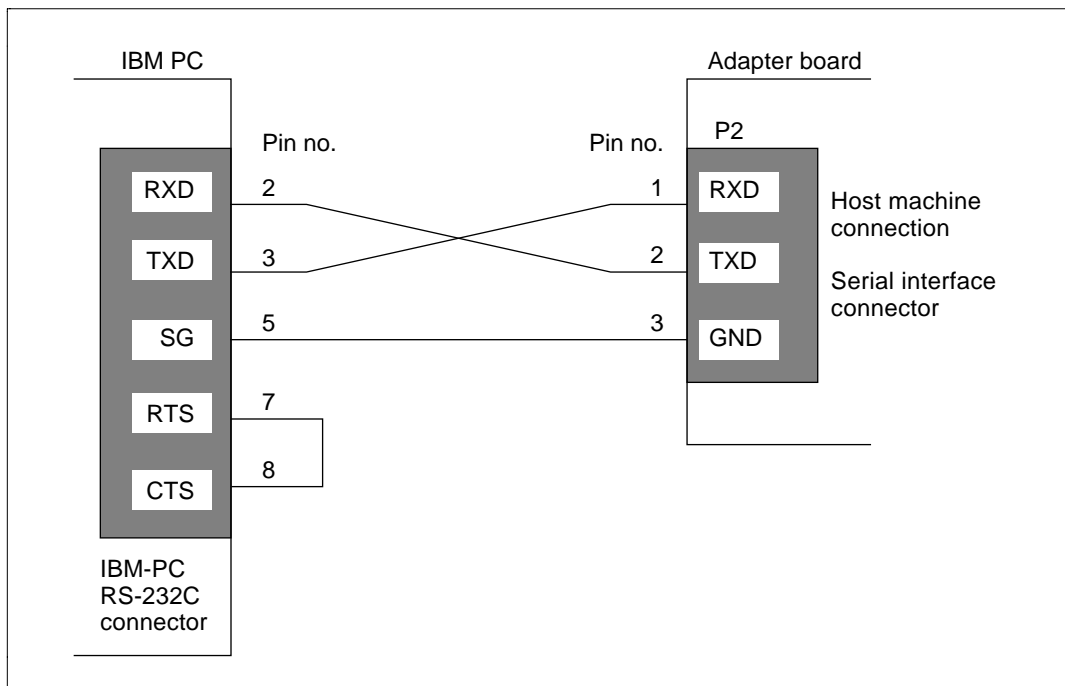 IBM PC
Adapter board
Pin no.
Pin no.
P2
RXD
2
1
RXD
Host machine
connection
TXD
3
2
TXD
Serial interface
connector
SG
5
3
GND
RTS
7
CTS
8
IBM-PC
RS-232C
connector